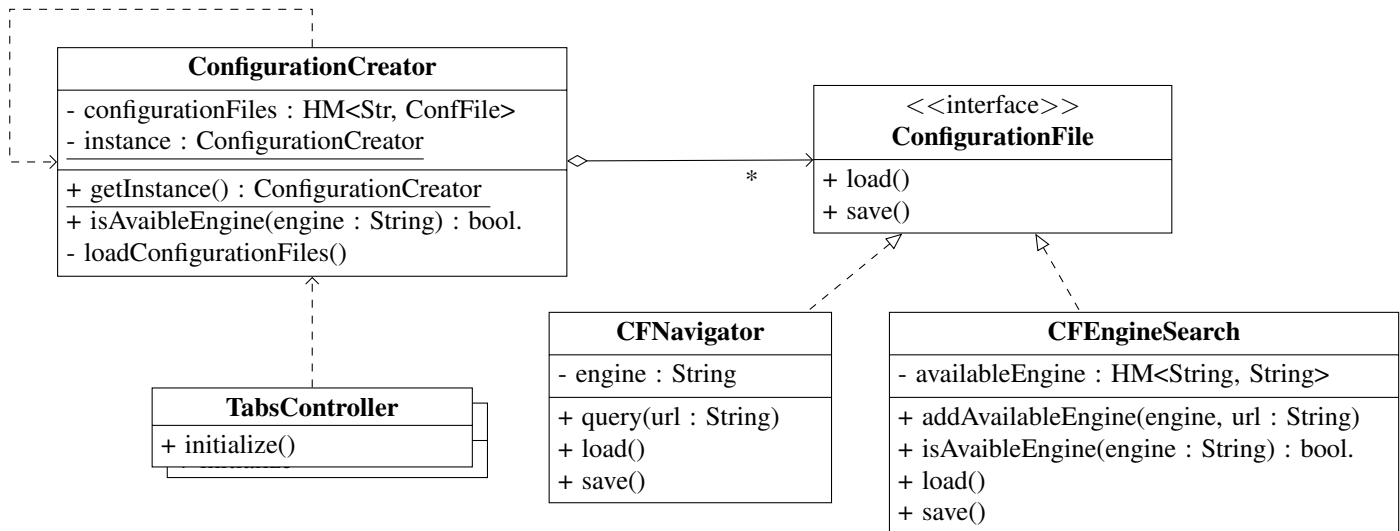 ConfigurationCreator
- configurationFiles : HM<Str, ConfFile>
- instance : ConfigurationCreator
+ getInstance() : ConfigurationCreator
+ isAvaibleEngine(engine : String) : bool.
- loadConfigurationFiles()
*
<<interface>>
ConfigurationFile
+ load()
+ save()
TabsController
+ initialize()
CFNavigator
- engine : String
+ query(url : String)
+ load()
+ save()
CFEngineSearch
- availableEngine : HM<String, String>
+ addAvailableEngine(engine, url : String)
+ isAvaibleEngine(engine : String) : bool.
+ load()
+ save()